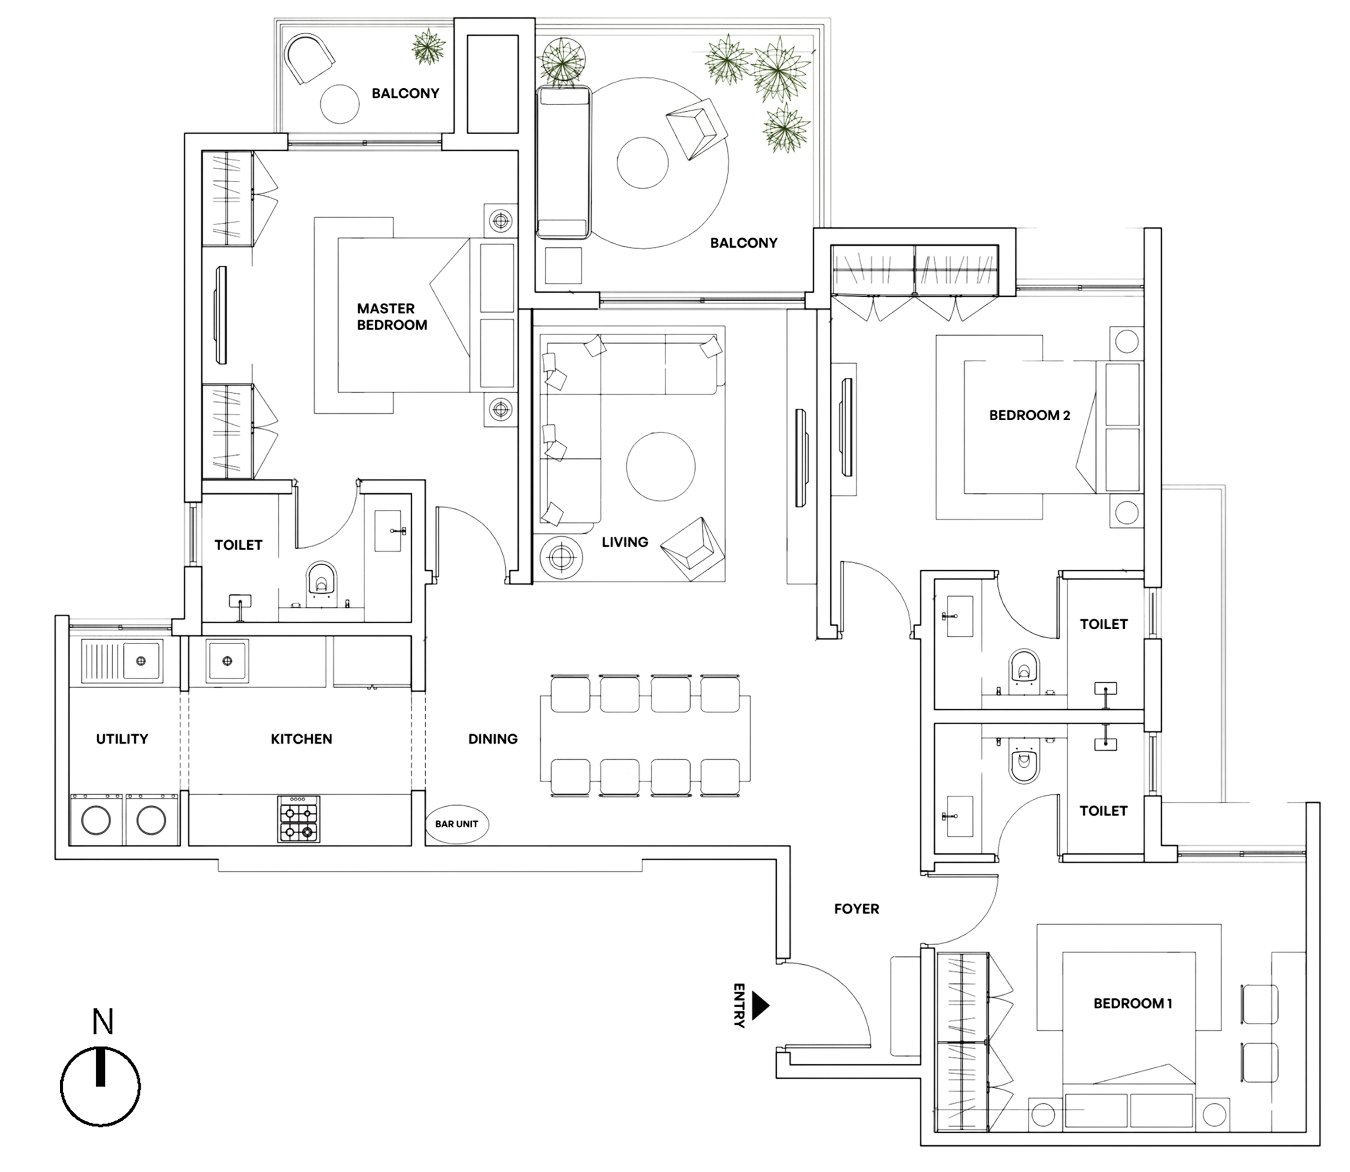 BALCONY
BALCONY
MASTER
BEDROOM
BEDROOM 2
TOILET
LIVING
TOILET
UTILITY
KITCHEN
DINING
TOILET
BAR UNIT
FOYER
ENTRY
BEDROOM 1
N